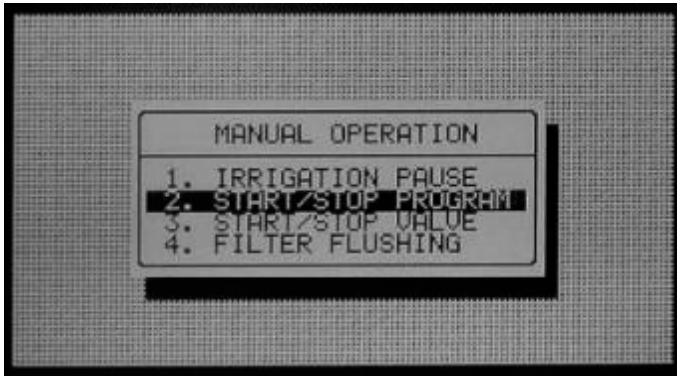 MANUAL OPERATION
1. IRRIGATION PAUSE
2. START/STOP PROGRAM
3. START/STOP VALVE
4. FILTER FLUSHING